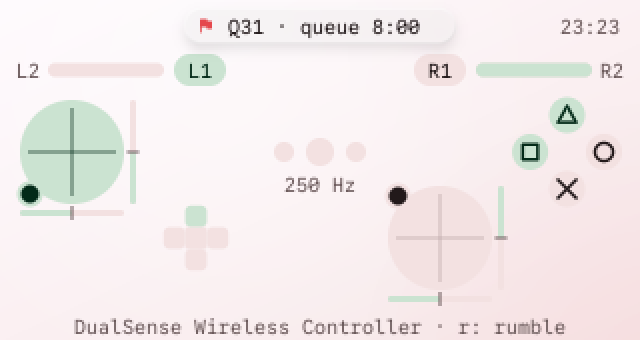 Q31 · queue 8:00
23:23
L2 L1 R1 R2
250 Hz
DualSense Wireless Controller · r: rumble